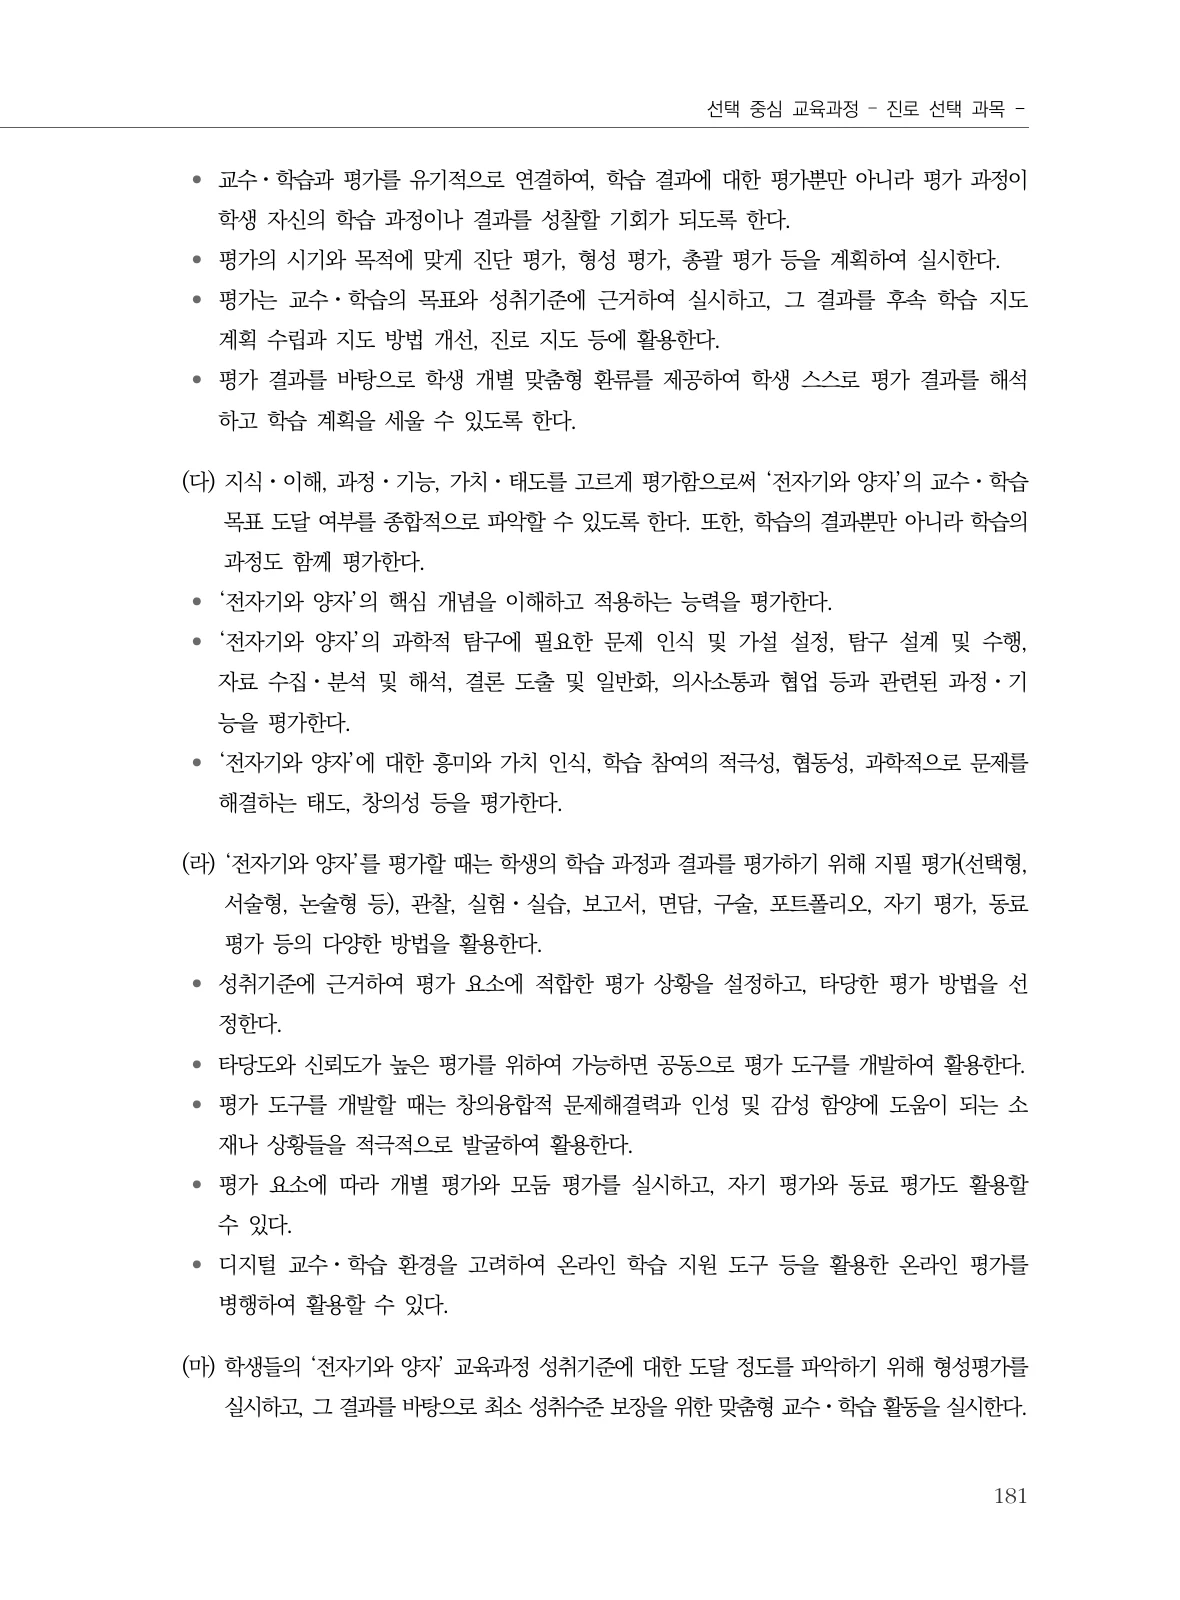 선택 중심 교육과정 - 진로 선택 과목 -
● 교수・학습과 평가를 유기적으로 연결하여, 학습 결과에 대한 평가뿐만 아니라 평가 과정이
학생 자신의 학습 과정이나 결과를 성찰할 기회가 되도록 한다.
● 평가의 시기와 목적에 맞게 진단 평가, 형성 평가, 총괄 평가 등을 계획하여 실시한다.
● 평가는 교수・학습의 목표와 성취기준에 근거하여 실시하고, 그 결과를 후속 학습 지도
계획 수립과 지도 방법 개선, 진로 지도 등에 활용한다.
● 평가 결과를 바탕으로 학생 개별 맞춤형 환류를 제공하여 학생 스스로 평가 결과를 해석
하고 학습 계획을 세울 수 있도록 한다.
(다) 지식・이해, 과정・기능, 가치・태도를 고르게 평가함으로써 ‘전자기와 양자’의 교수・학습
목표 도달 여부를 종합적으로 파악할 수 있도록 한다. 또한, 학습의 결과뿐만 아니라 학습의
과정도 함께 평가한다.
● ‘전자기와 양자’의 핵심 개념을 이해하고 적용하는 능력을 평가한다.
● ‘전자기와 양자’의 과학적 탐구에 필요한 문제 인식 및 가설 설정, 탐구 설계 및 수행,
자료 수집・분석 및 해석, 결론 도출 및 일반화, 의사소통과 협업 등과 관련된 과정・기
능을 평가한다.
● ‘전자기와 양자’에 대한 흥미와 가치 인식, 학습 참여의 적극성, 협동성, 과학적으로 문제를
해결하는 태도, 창의성 등을 평가한다.
(라) ‘전자기와 양자’를 평가할 때는 학생의 학습 과정과 결과를 평가하기 위해 지필 평가(선택형,
서술형, 논술형 등), 관찰, 실험・실습, 보고서, 면담, 구술, 포트폴리오, 자기 평가, 동료
평가 등의 다양한 방법을 활용한다.
● 성취기준에 근거하여 평가 요소에 적합한 평가 상황을 설정하고, 타당한 평가 방법을 선
정한다.
● 타당도와 신뢰도가 높은 평가를 위하여 가능하면 공동으로 평가 도구를 개발하여 활용한다.
● 평가 도구를 개발할 때는 창의융합적 문제해결력과 인성 및 감성 함양에 도움이 되는 소
재나 상황들을 적극적으로 발굴하여 활용한다.
● 평가 요소에 따라 개별 평가와 모둠 평가를 실시하고, 자기 평가와 동료 평가도 활용할
수 있다.
● 디지털 교수・학습 환경을 고려하여 온라인 학습 지원 도구 등을 활용한 온라인 평가를
병행하여 활용할 수 있다.
(마) 학생들의 ‘전자기와 양자’ 교육과정 성취기준에 대한 도달 정도를 파악하기 위해 형성평가를
실시하고, 그 결과를 바탕으로 최소 성취수준 보장을 위한 맞춤형 교수・학습 활동을 실시한다.
181